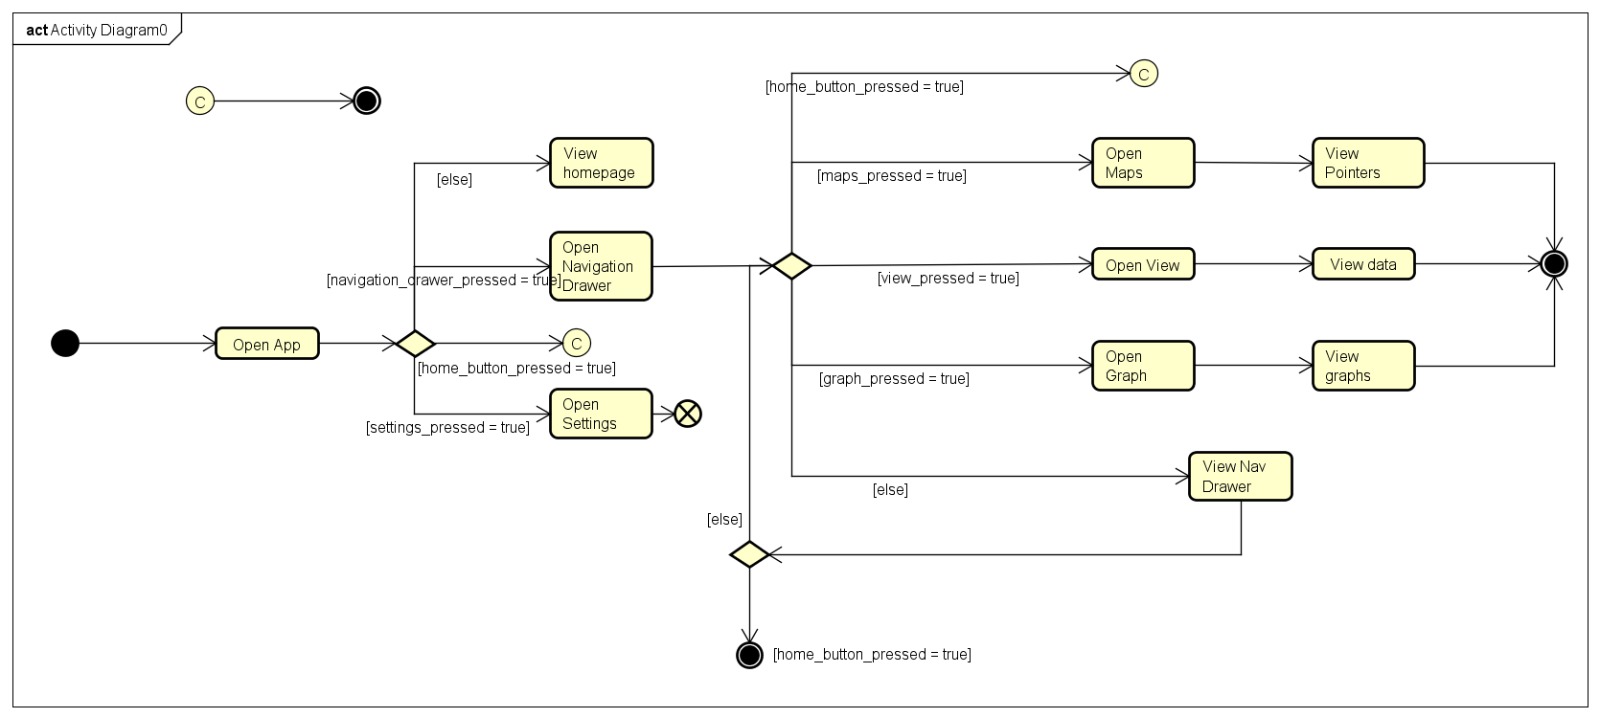 act Activity Diagram0
C
C
[home_button_pressed = true]
View
homepage
[else]
Open
Maps
[maps_pressed = true]
View
Pointers
Open
Navigation
Drawer
[navigation_drawer_pressed = true]
Open View
[view_pressed = true]
View data
Open App
C
[home_button_pressed = true]
Open
Graph
[graph_pressed = true]
View
graphs
Open
Settings
[settings_pressed = true]
View Nav
Drawer
[else]
[else]
[home_button_pressed = true]